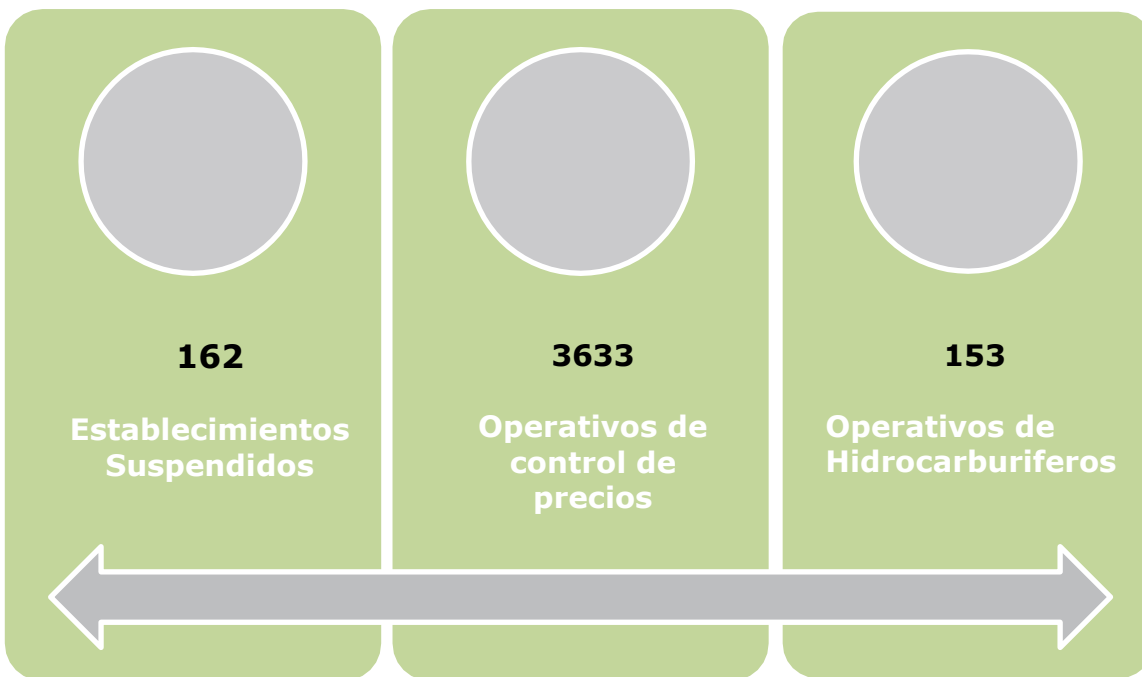 162
Establecimientos
Suspendidos
3633
Operativos de
control de
precios
153
Operativos de
Hidrocarburiferos